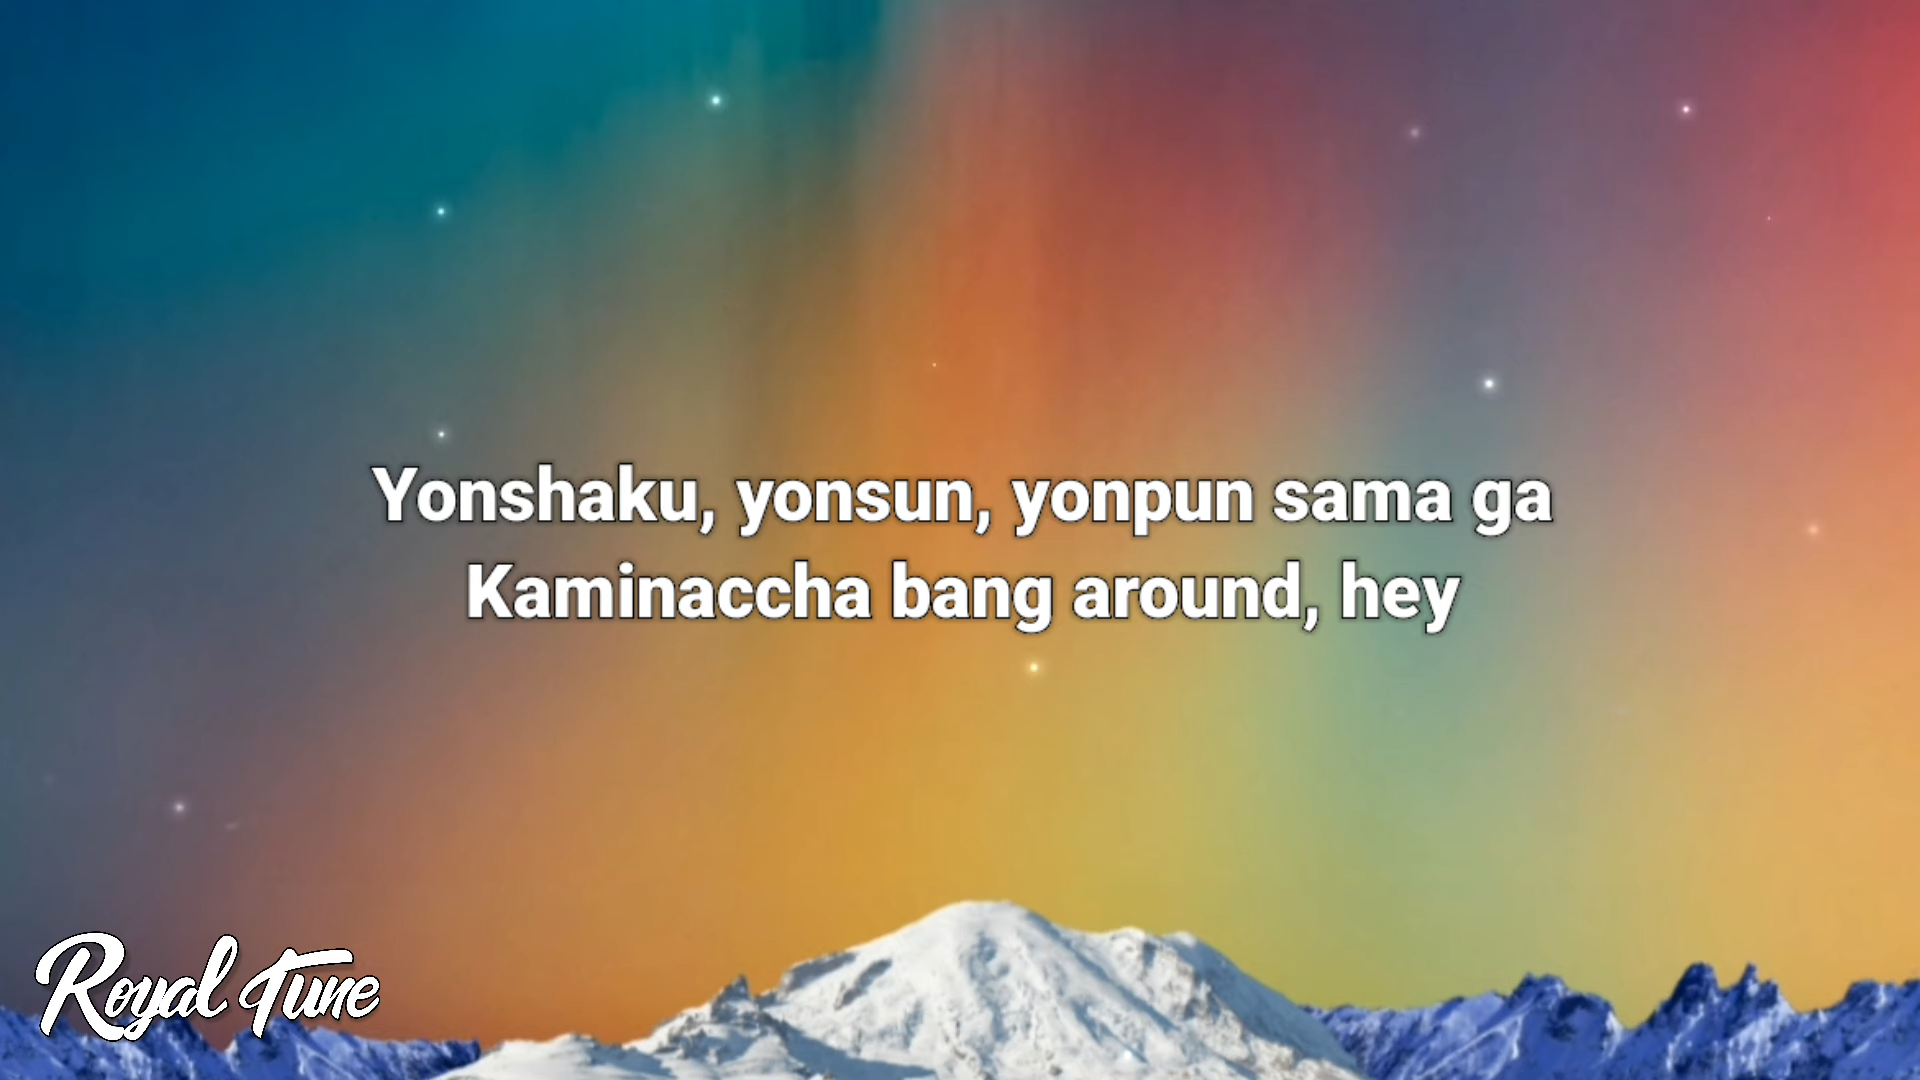 Yonshaku, yonsun, yonpun sama ga
Kaminaccha bang around, hey
Royal Tune